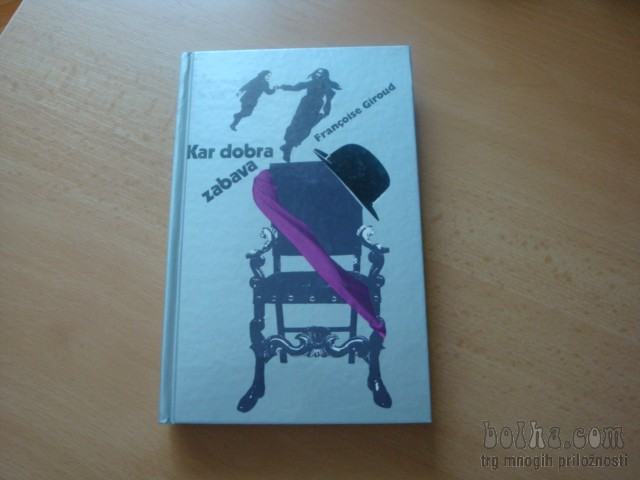 Françoise Giroud
Kar dobra
zabava
bolha.com
trg mnogih priložnosti